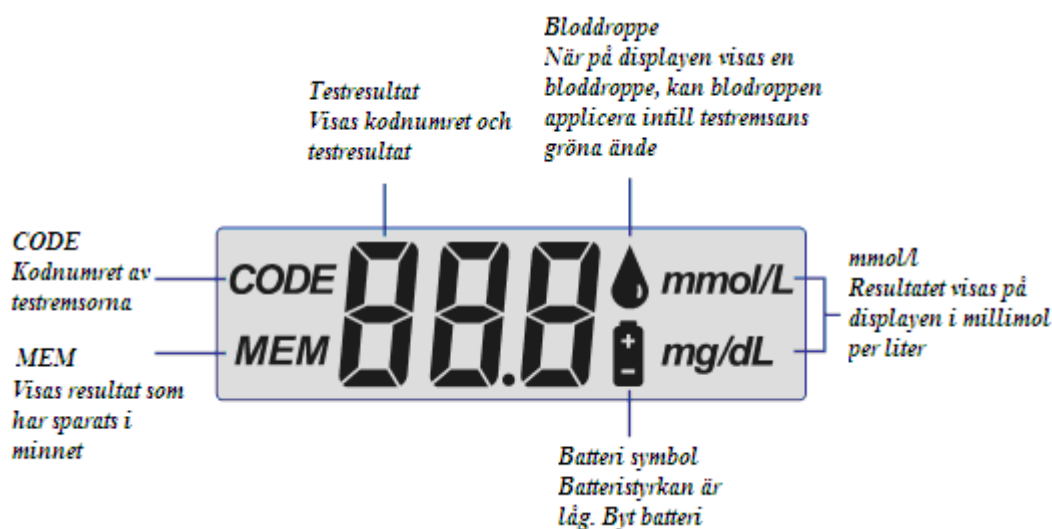 Bloddroppe
När på displayen visas en
bloddroppe, kan blodroppen
applicera intill testremsans
gröna ände
Testresultat
Visas kodnumret och
testresultat
CODE
Kodnumret av
testremsorna
MEM
Visas resultat som
har sparats i
minnet
CODE 88.8 mmol/L
MEM mg/dL
mmol/l
Resultatet visas på
displayen i millimol
per liter
Batteri symbol
Batteristyrkan är
låg. Byt batteri